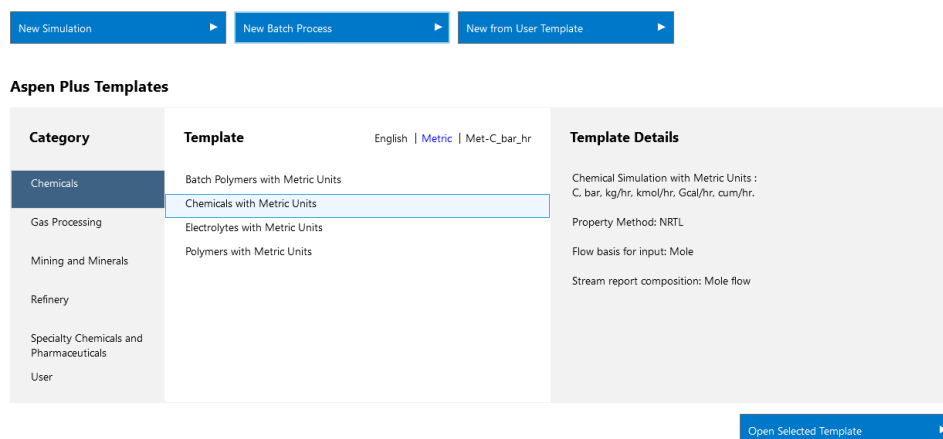 New Simulation
New Batch Process
New from User Template
Aspen Plus Templates
Category
Chemicals
Gas Processing
Mining and Minerals
Refinery
Specialty Chemicals and
Pharmaceuticals
User
Template
English | Metric | Met-C_bar_hr
Batch Polymers with Metric Units
Chemicals with Metric Units
Electrolytes with Metric Units
Polymers with Metric Units
Template Details
Chemical Simulation with Metric Units :
C, bar, kg/hr, kmol/hr, Gcal/hr, cum/hr.
Property Method: NRTL
Flow basis for input: Mole
Stream report composition: Mole flow
Open Selected Template